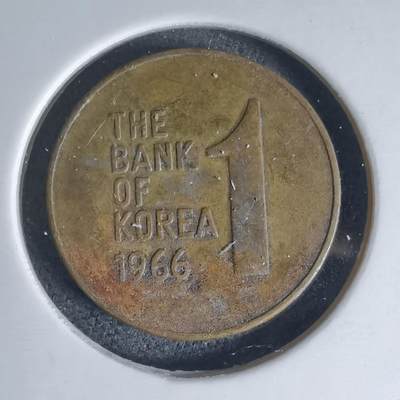 THE
BANK
OF
KOREA
1966
1